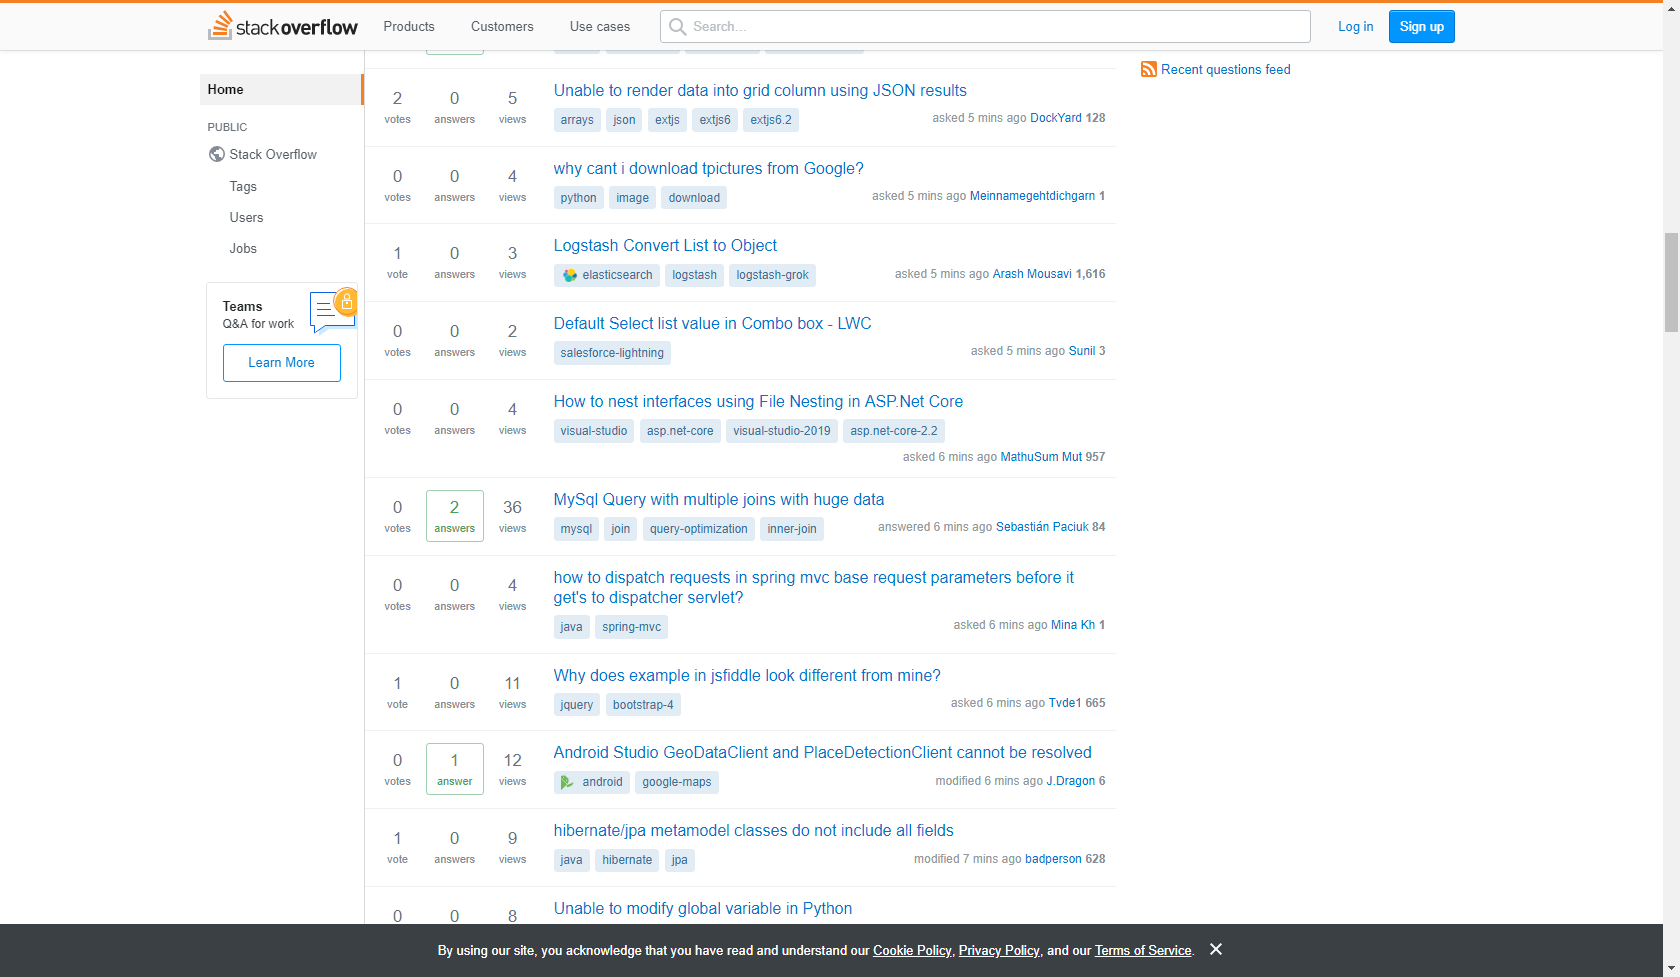 stackoverflow
Products
Customers
Use cases
Search...
Log in
Sign up
Home
PUBLIC
Stack Overflow
Tags
Users
Jobs
Teams
Q&A for work
Learn More
2 votes 0 answers 5 views
Unable to render data into grid column using JSON results
arrays json extjs extjs6 extjs6.2
asked 5 mins ago DockYard 128
0 votes 0 answers 4 views
why cant i download tpictures from Google?
python image download
asked 5 mins ago Meinnamegehtdichgarn 1
1 vote 0 answers 3 views
Logstash Convert List to Object
elasticsearch logstash logstash-grok
asked 5 mins ago Arash Mousavi 1,616
0 votes 0 answers 2 views
Default Select list value in Combo box - LWC
salesforce-lightning
asked 5 mins ago Sunil 3
0 votes 0 answers 4 views
How to nest interfaces using File Nesting in ASP.Net Core
visual-studio asp.net-core visual-studio-2019 asp.net-core-2.2
asked 6 mins ago MathuSum Mut 957
0 votes 2 answers 36 views
MySql Query with multiple joins with huge data
mysql join query-optimization inner-join
answered 6 mins ago Sebastián Paciuk 84
0 votes 0 answers 4 views
how to dispatch requests in spring mvc base request parameters before it
get's to dispatcher servlet?
java spring-mvc
asked 6 mins ago Mina Kh 1
1 vote 0 answers 11 views
Why does example in jsfiddle look different from mine?
jquery bootstrap-4
asked 6 mins ago Tvde1 665
0 votes 1 answer 12 views
Android Studio GeoDataClient and PlaceDetectionClient cannot be resolved
android google-maps
modified 6 mins ago J.Dragon 6
1 vote 0 answers 9 views
hibernate/jpa metamodel classes do not include all fields
java hibernate jpa
modified 7 mins ago badperson 628
0 0 8
Unable to modify global variable in Python
Recent questions feed
By using our site, you acknowledge that you have read and understand our Cookie Policy, Privacy Policy, and our Terms of Service.